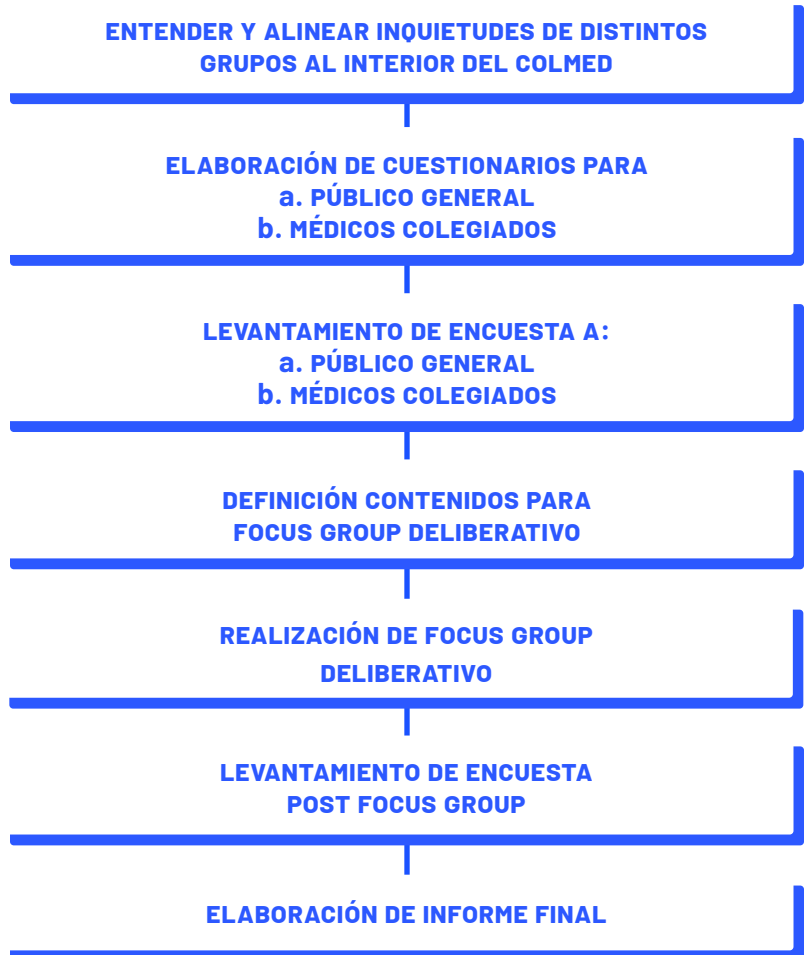 ENTENDER Y ALINEAR INQUIETUDES DE DISTINTOS
GRUPOS AL INTERIOR DEL COLMED
ELABORACIÓN DE CUESTIONARIOS PARA
a. PÚBLICO GENERAL
b. MÉDICOS COLEGIADOS
LEVANTAMIENTO DE ENCUESTA A:
a. PÚBLICO GENERAL
b. MÉDICOS COLEGIADOS
DEFINICIÓN CONTENIDOS PARA
FOCUS GROUP DELIBERATIVO
REALIZACIÓN DE FOCUS GROUP
DELIBERATIVO
LEVANTAMIENTO DE ENCUESTA
POST FOCUS GROUP
ELABORACIÓN DE INFORME FINAL